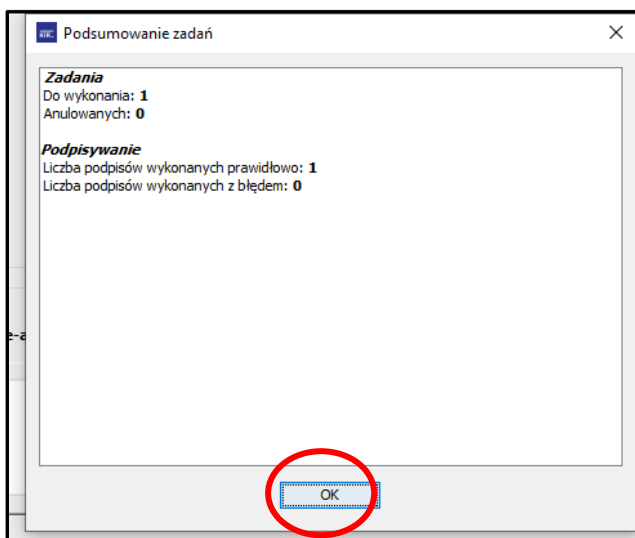 KIR
Podsumowanie zadań
Zadania
Do wykonania: 1
Anulowanych: 0
Podpisywanie
Liczba podpisów wykonanych prawidłowo: 1
Liczba podpisów wykonanych z błędem: 0
e-a
OK